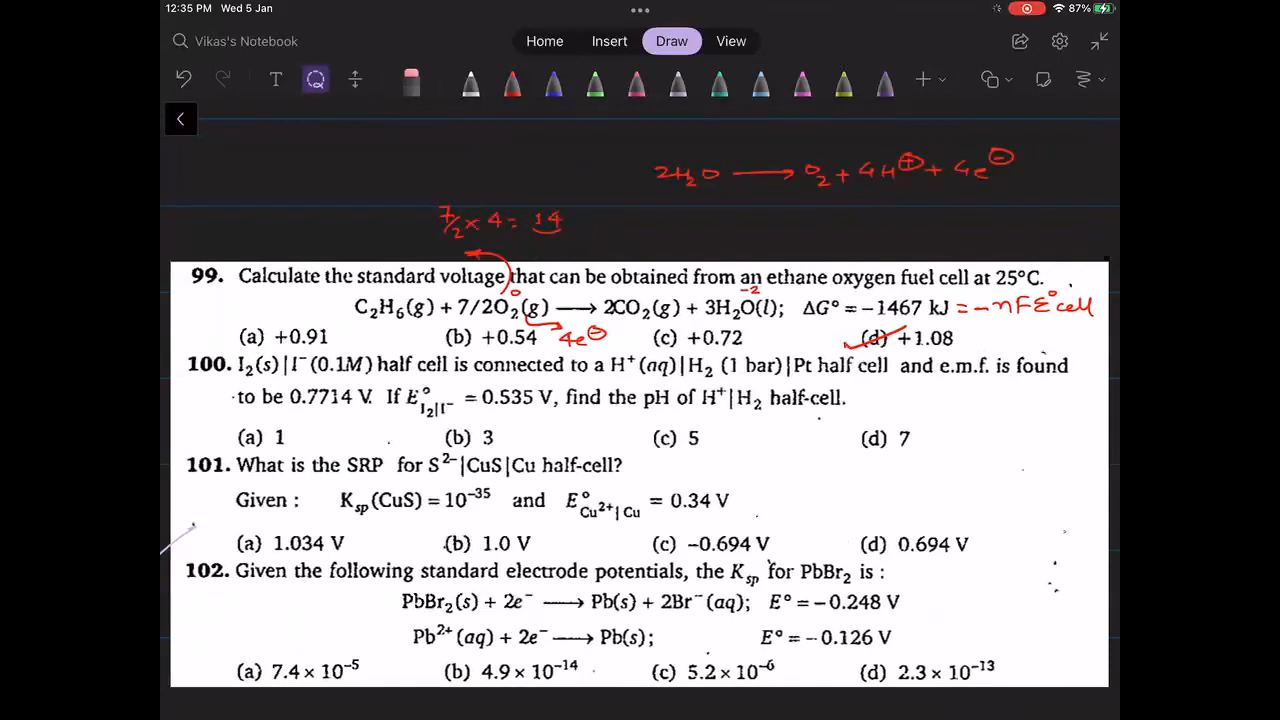 12:35 PM Wed 5 Jan
87%
Vikas's Notebook
Home Insert Draw View
2H₂O ⟶ O₂ + 4H⊕ + 4e⊖
7/2 × 4 = 14
99. Calculate the standard voltage that can be obtained from an ethane oxygen fuel cell at 25°C.
0 -2
C₂H₆(g) + 7/2O₂(g) ⟶ 2CO₂(g) + 3H₂O(l); ΔG° = −1467 kJ = −nFE°cell
4e⊖
(a) +0.91 (b) +0.54 (c) +0.72 (d) +1.08
100. I₂(s)|I⁻(0.1M) half cell is connected to a H⁺(aq)|H₂ (1 bar)|Pt half cell and e.m.f. is found
to be 0.7714 V. If E°I₂|I⁻ = 0.535 V, find the pH of H⁺|H₂ half-cell.
(a) 1 (b) 3 (c) 5 (d) 7
101. What is the SRP for S²⁻|CuS|Cu half-cell?
Given : Ksp(CuS) = 10⁻³⁵ and E°Cu²⁺|Cu = 0.34 V
(a) 1.034 V (b) 1.0 V (c) −0.694 V (d) 0.694 V
102. Given the following standard electrode potentials, the Ksp for PbBr₂ is :
PbBr₂(s) + 2e⁻ ⟶ Pb(s) + 2Br⁻(aq); E° = −0.248 V
Pb²⁺(aq) + 2e⁻ ⟶ Pb(s); E° = −0.126 V
(a) 7.4 × 10⁻⁵ (b) 4.9 × 10⁻¹⁴ (c) 5.2 × 10⁻⁶ (d) 2.3 × 10⁻¹³